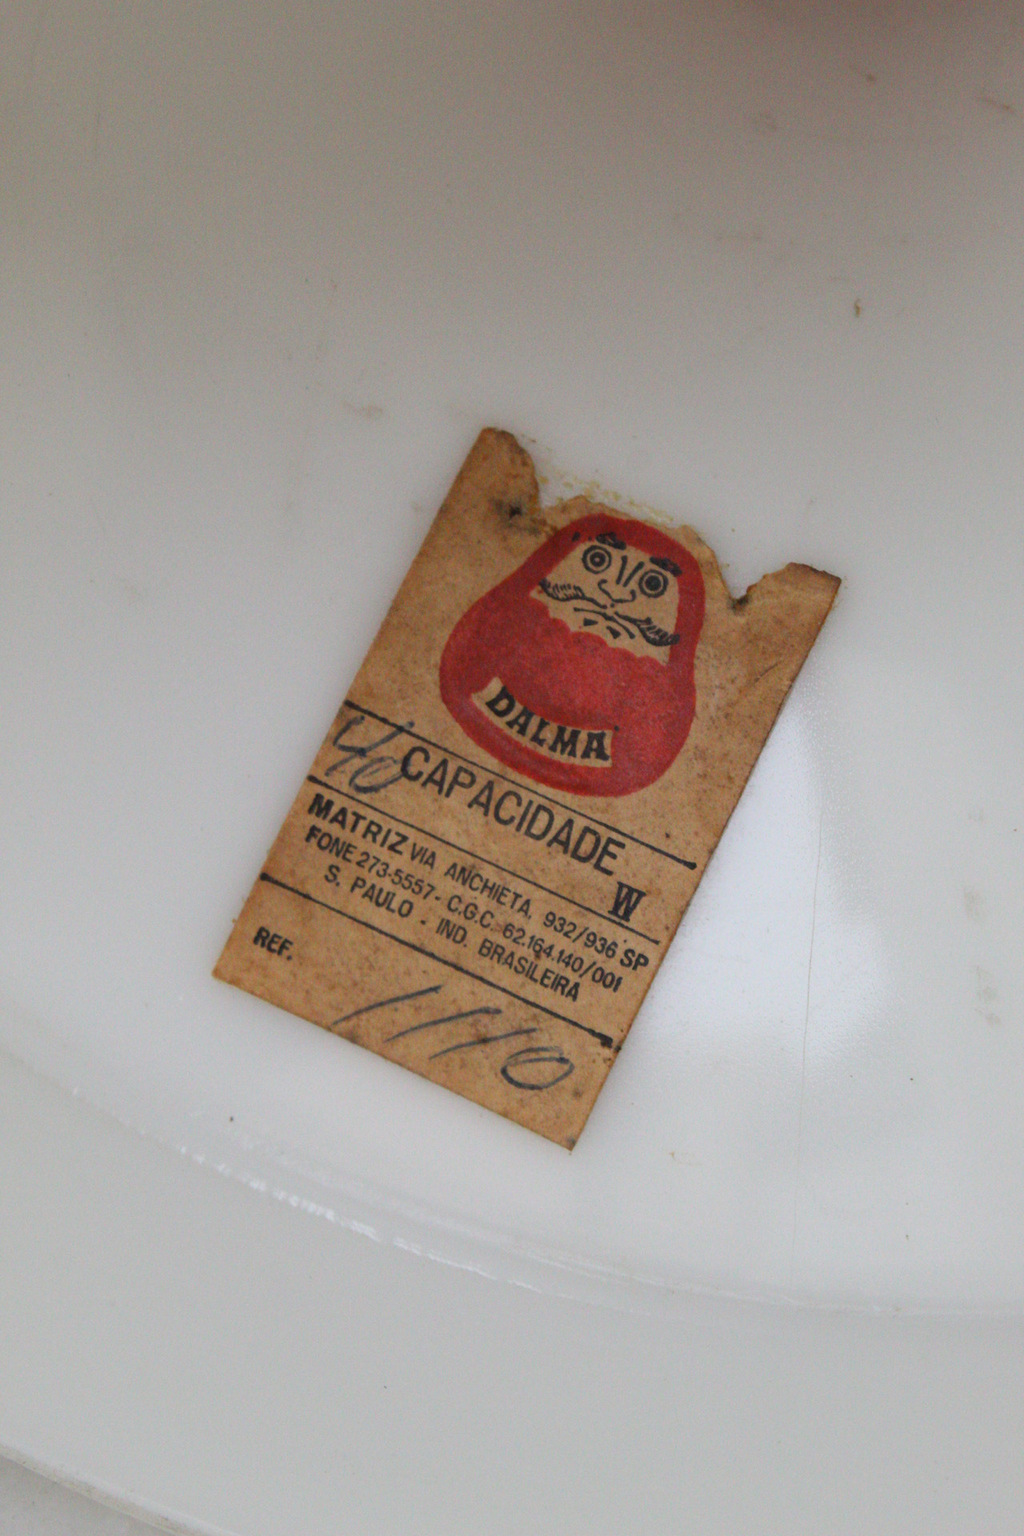 DALMA
40 CAPACIDADE W
MATRIZ VIA ANCHIETA, 932/936 SP
FONE 273-5557 - C.G.C. 62.164.140/001
S. PAULO - IND. BRASILEIRA
REF.
1110